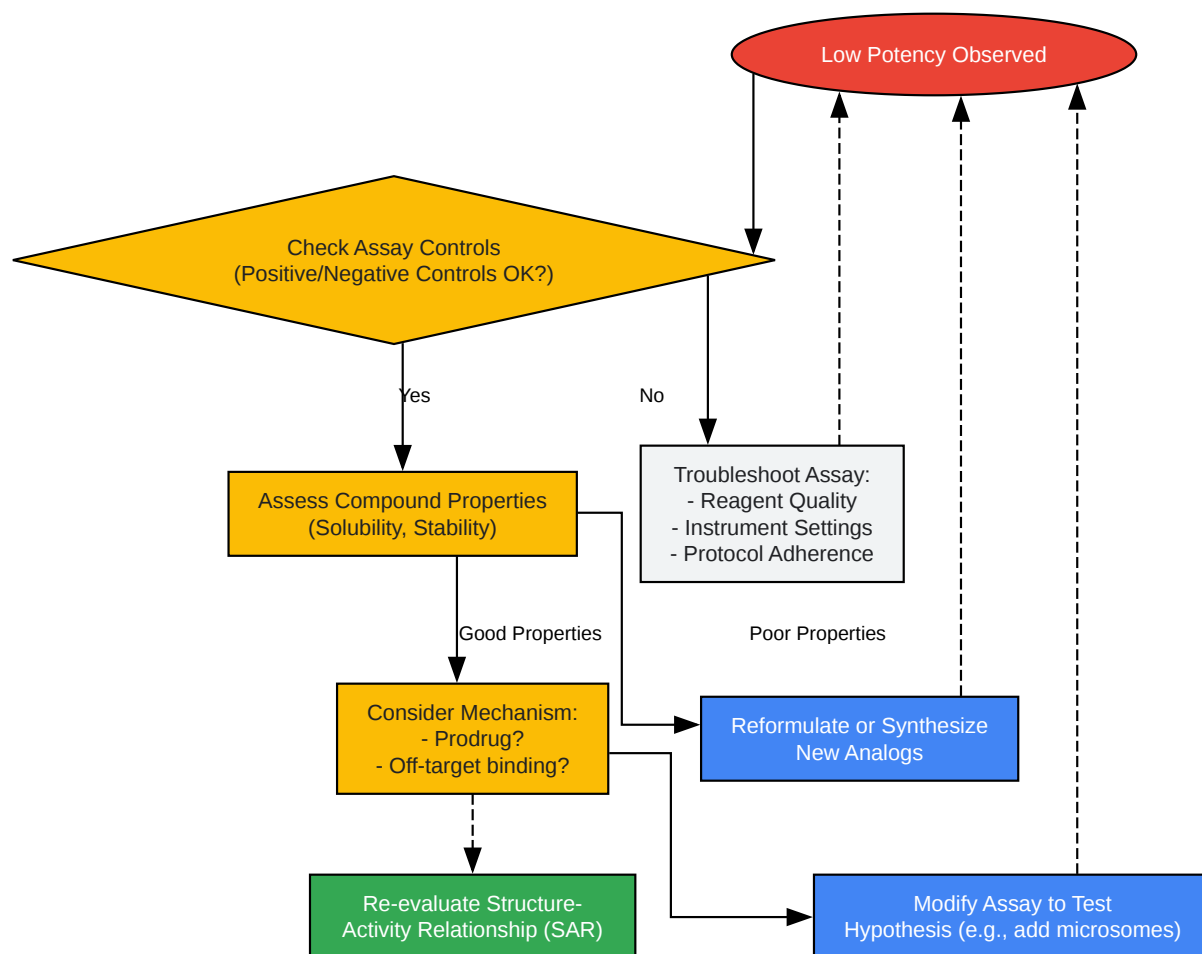 Low Potency Observed
Check Assay Controls
(Positive/Negative Controls OK?)
Yes
No
Troubleshoot Assay:
- Reagent Quality
- Instrument Settings
- Protocol Adherence
Assess Compound Properties
(Solubility, Stability)
Good Properties
Poor Properties
Consider Mechanism:
- Prodrug?
- Off-target binding?
Reformulate or Synthesize
New Analogs
Re-evaluate Structure-
Activity Relationship (SAR)
Modify Assay to Test
Hypothesis (e.g., add microsomes)